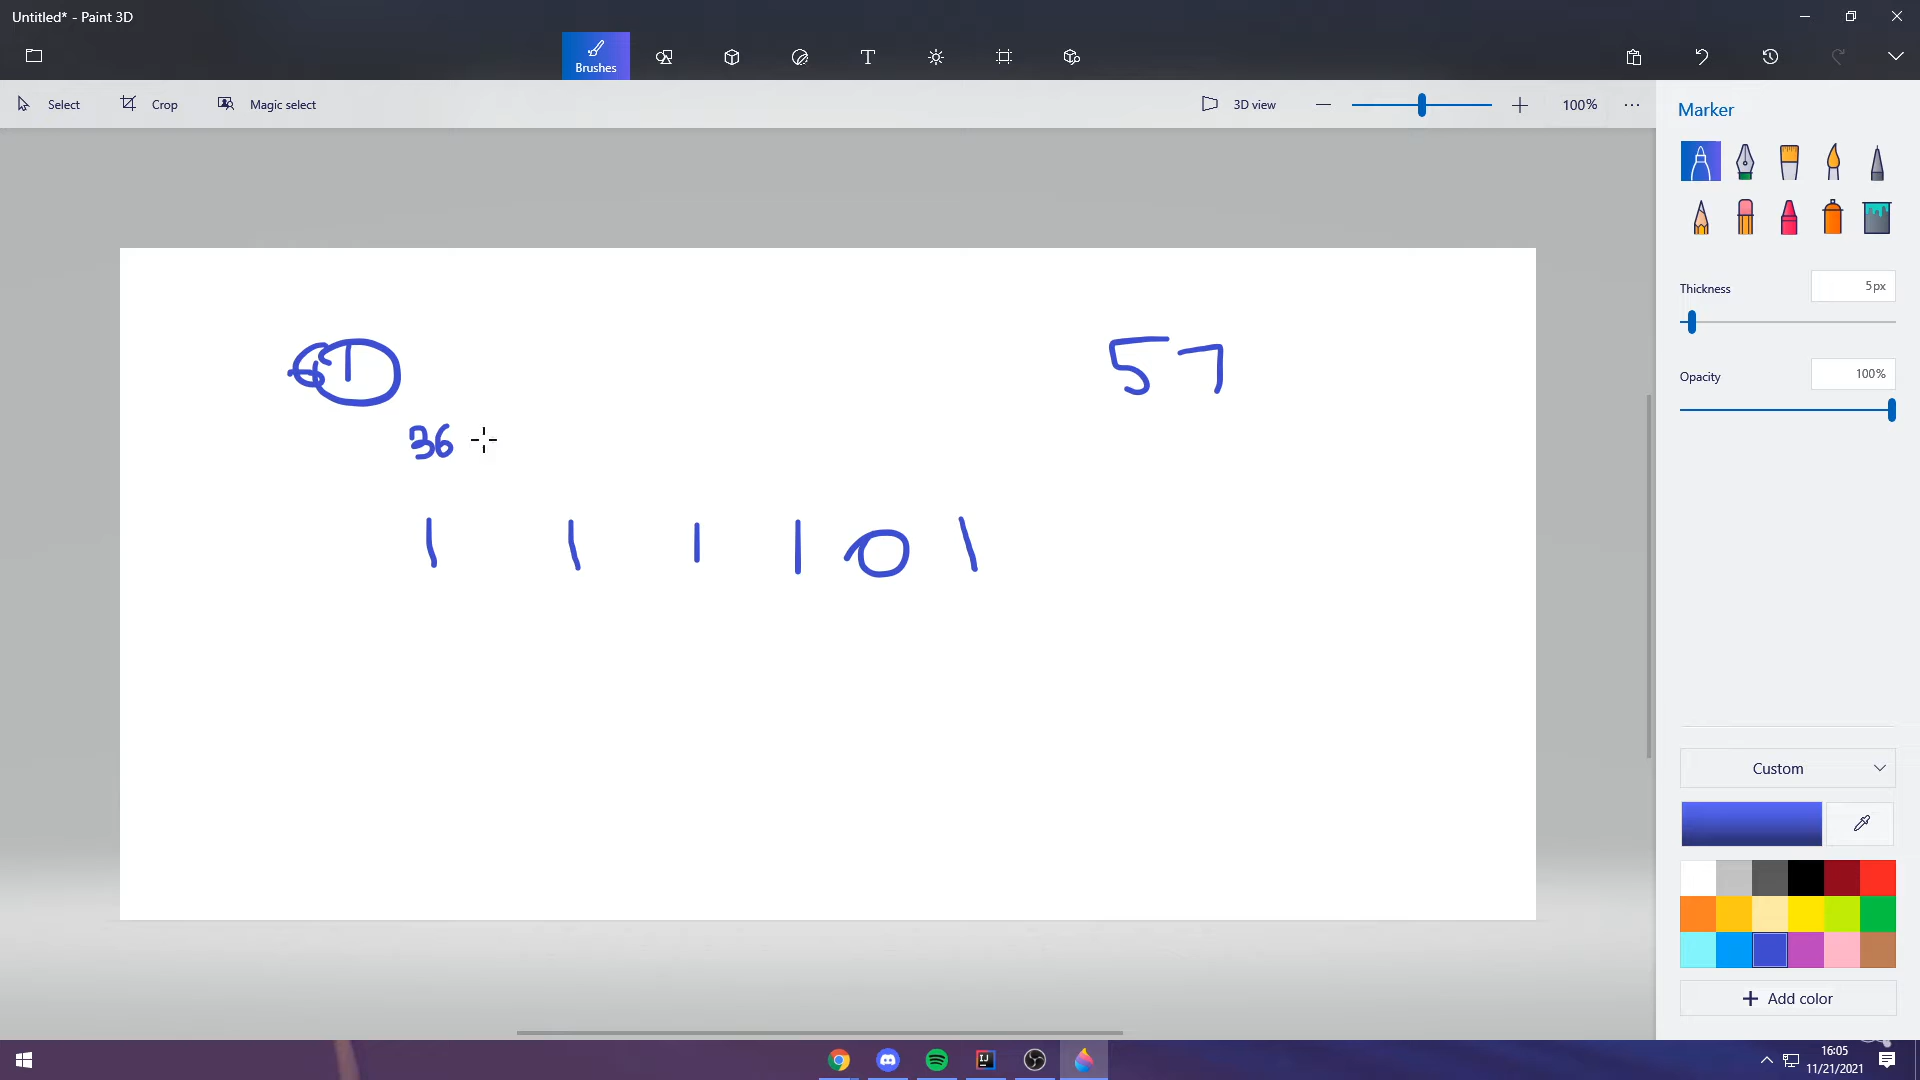 Untitled* - Paint 3D
Brushes
Select Crop Magic select 3D view 100%
Marker
Thickness 5px
Opacity 100%
1 57
36
1 1 1 1 0 1
Custom
Add color
16:05
11/21/2021